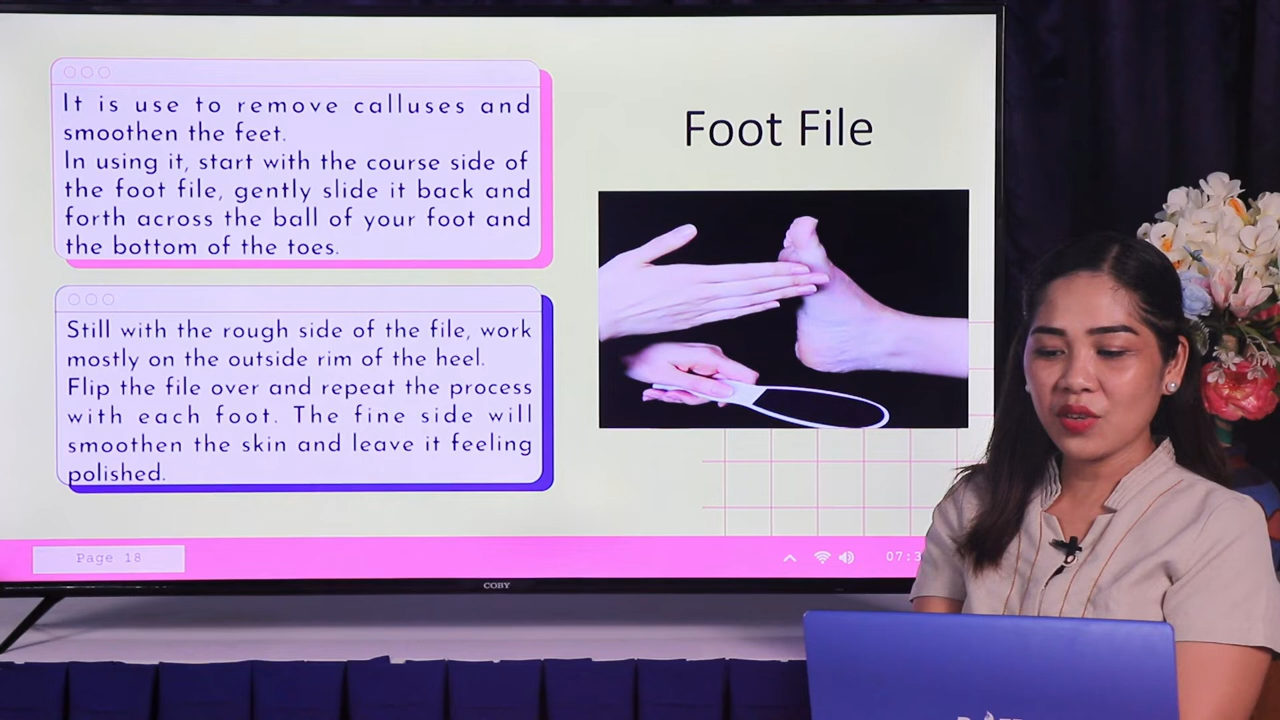 It is use to remove calluses and
smoothen the feet.
In using it, start with the course side of
the foot file, gently slide it back and
forth across the ball of your foot and
the bottom of the toes.
Foot File
Still with the rough side of the file, work
mostly on the outside rim of the heel.
Flip the file over and repeat the process
with each foot. The fine side will
smoothen the skin and leave it feeling
polished.
Page 18
07:3
COBY